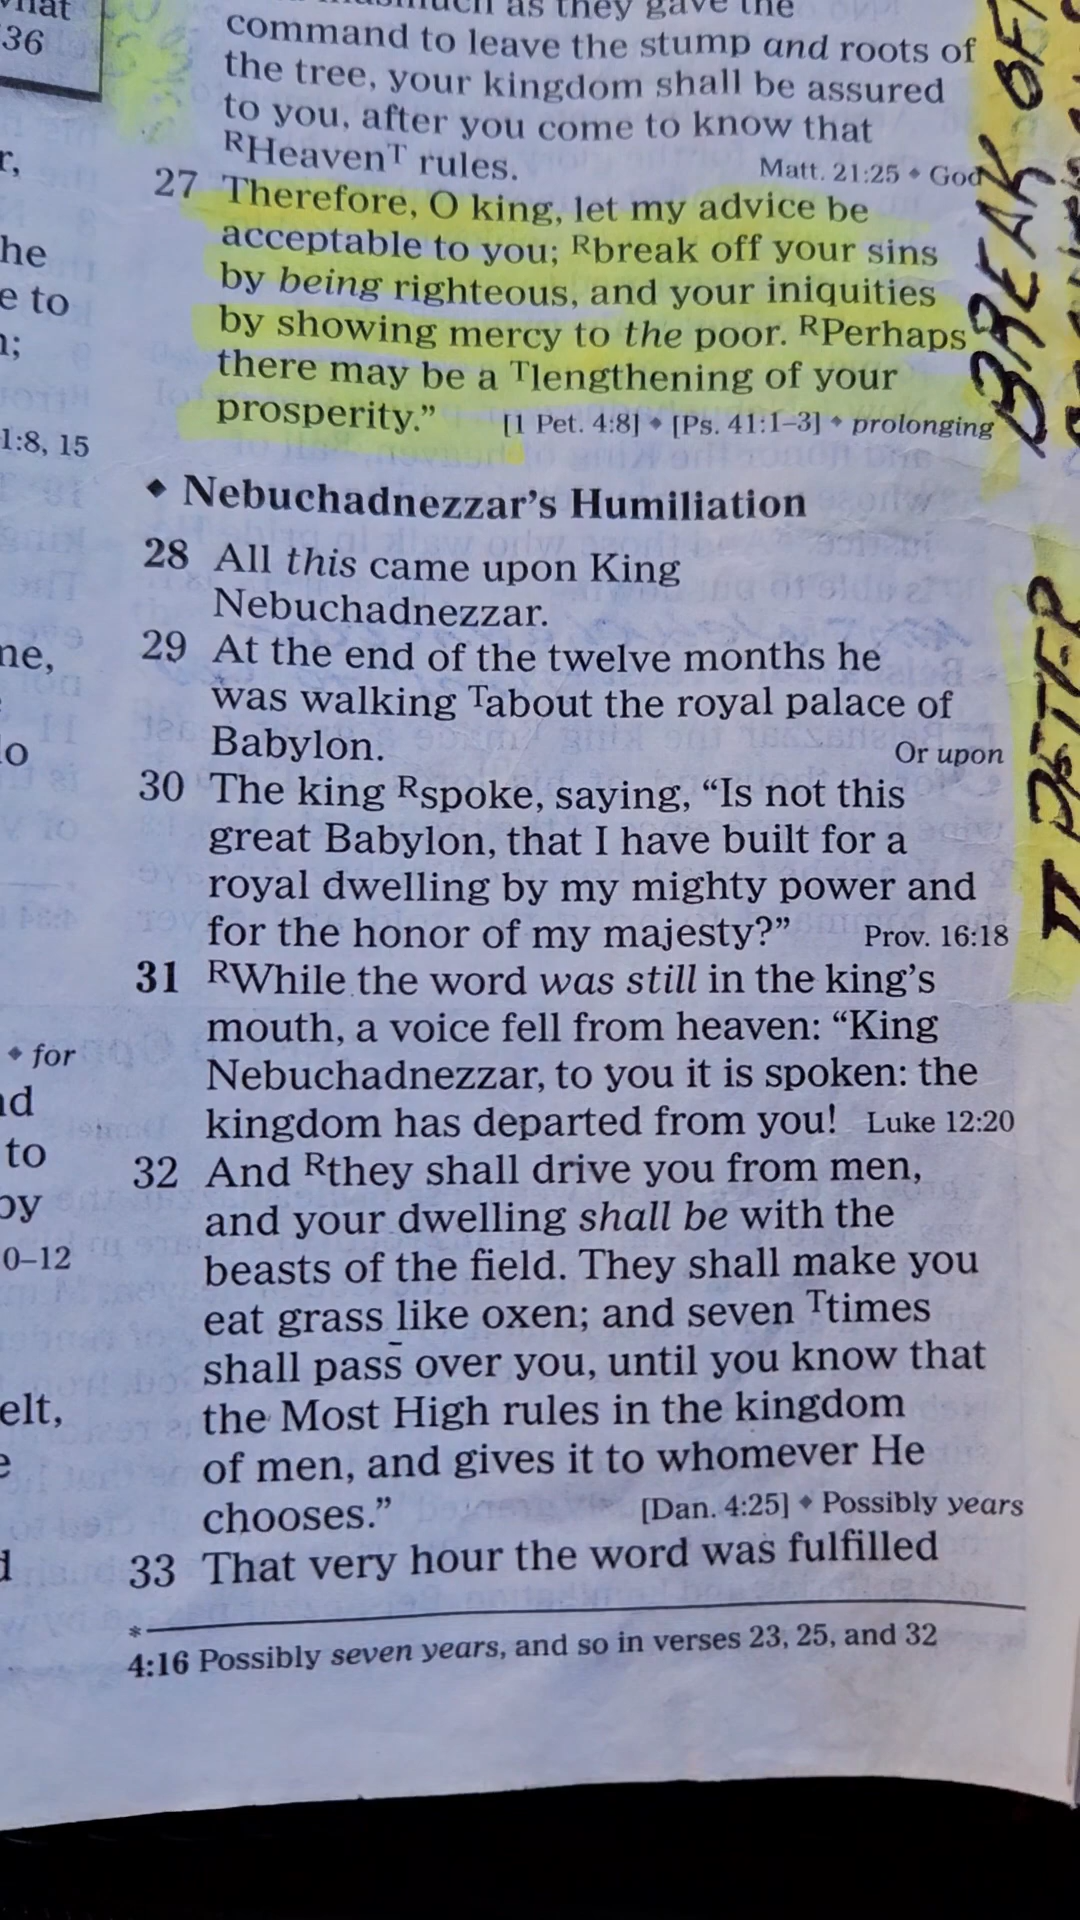 as they gave the
command to leave the stump and roots of
the tree, your kingdom shall be assured
to you, after you come to know that
RHeavenT rules. Matt. 21:25 ◆ God
27 Therefore, O king, let my advice be
acceptable to you; Rbreak off your sins
by being righteous, and your iniquities
by showing mercy to the poor. RPerhaps
there may be a Tlengthening of your
prosperity.” [1 Pet. 4:8] ◆ [Ps. 41:1–3] ◆ prolonging
◆ Nebuchadnezzar’s Humiliation
28 All this came upon King
Nebuchadnezzar.
29 At the end of the twelve months he
was walking Tabout the royal palace of
Babylon. Or upon
30 The king Rspoke, saying, “Is not this
great Babylon, that I have built for a
royal dwelling by my mighty power and
for the honor of my majesty?” Prov. 16:18
31 RWhile the word was still in the king’s
mouth, a voice fell from heaven: “King
Nebuchadnezzar, to you it is spoken: the
kingdom has departed from you! Luke 12:20
32 And Rthey shall drive you from men,
and your dwelling shall be with the
beasts of the field. They shall make you
eat grass like oxen; and seven Ttimes
shall pass over you, until you know that
the Most High rules in the kingdom
of men, and gives it to whomever He
chooses.” [Dan. 4:25] ◆ Possibly years
33 That very hour the word was fulfilled
*
4:16 Possibly seven years, and so in verses 23, 25, and 32
36
he
e to
1:8, 15
◆ for
to
0–12
BREAK OF
II PETER